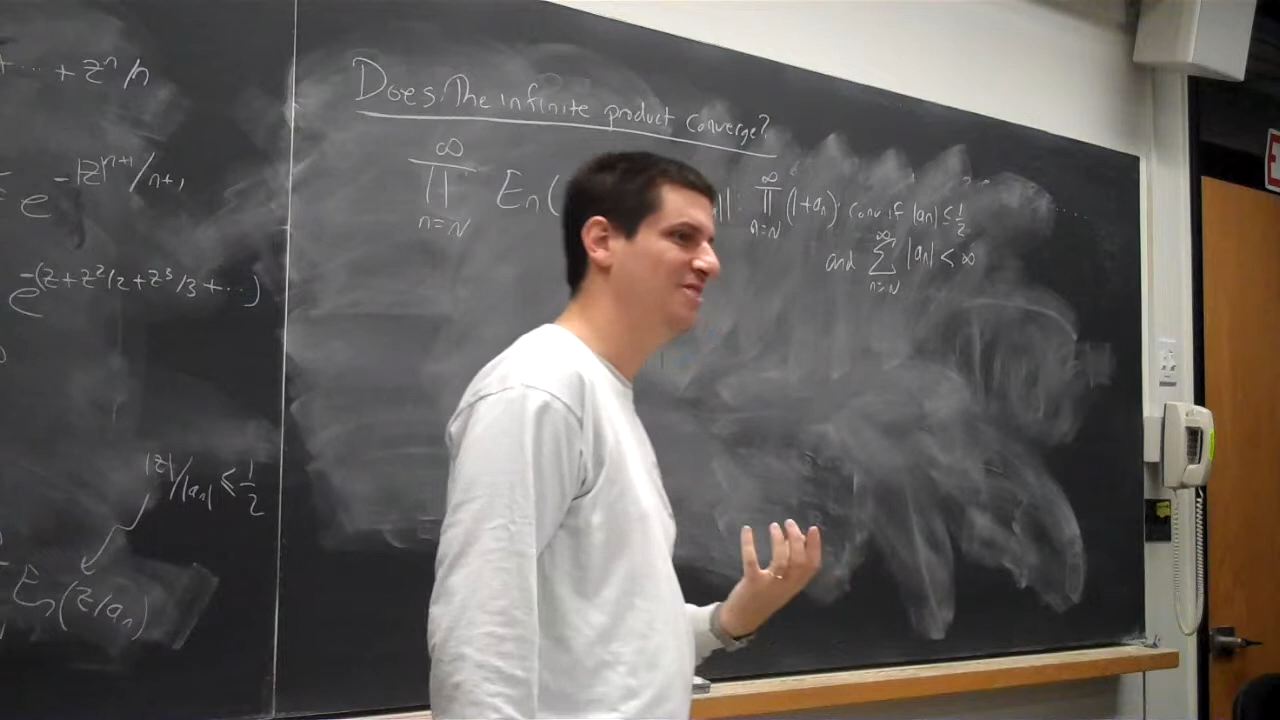 + ... + zⁿ/n
e^{-|z|^{n+1}/n+1}
e^{-(z+z²/2+z³/3+...)}
|z|/|aₙ| ≤ 1/2
Eₙ(z/aₙ)
Does the infinite product converge?
∏_{n=N}^{∞} Eₙ(
∏_{n=N}^{∞} (1+aₙ) conv if |aₙ| ≤ 1/2
and ∑_{n=N}^{∞} |aₙ| < ∞